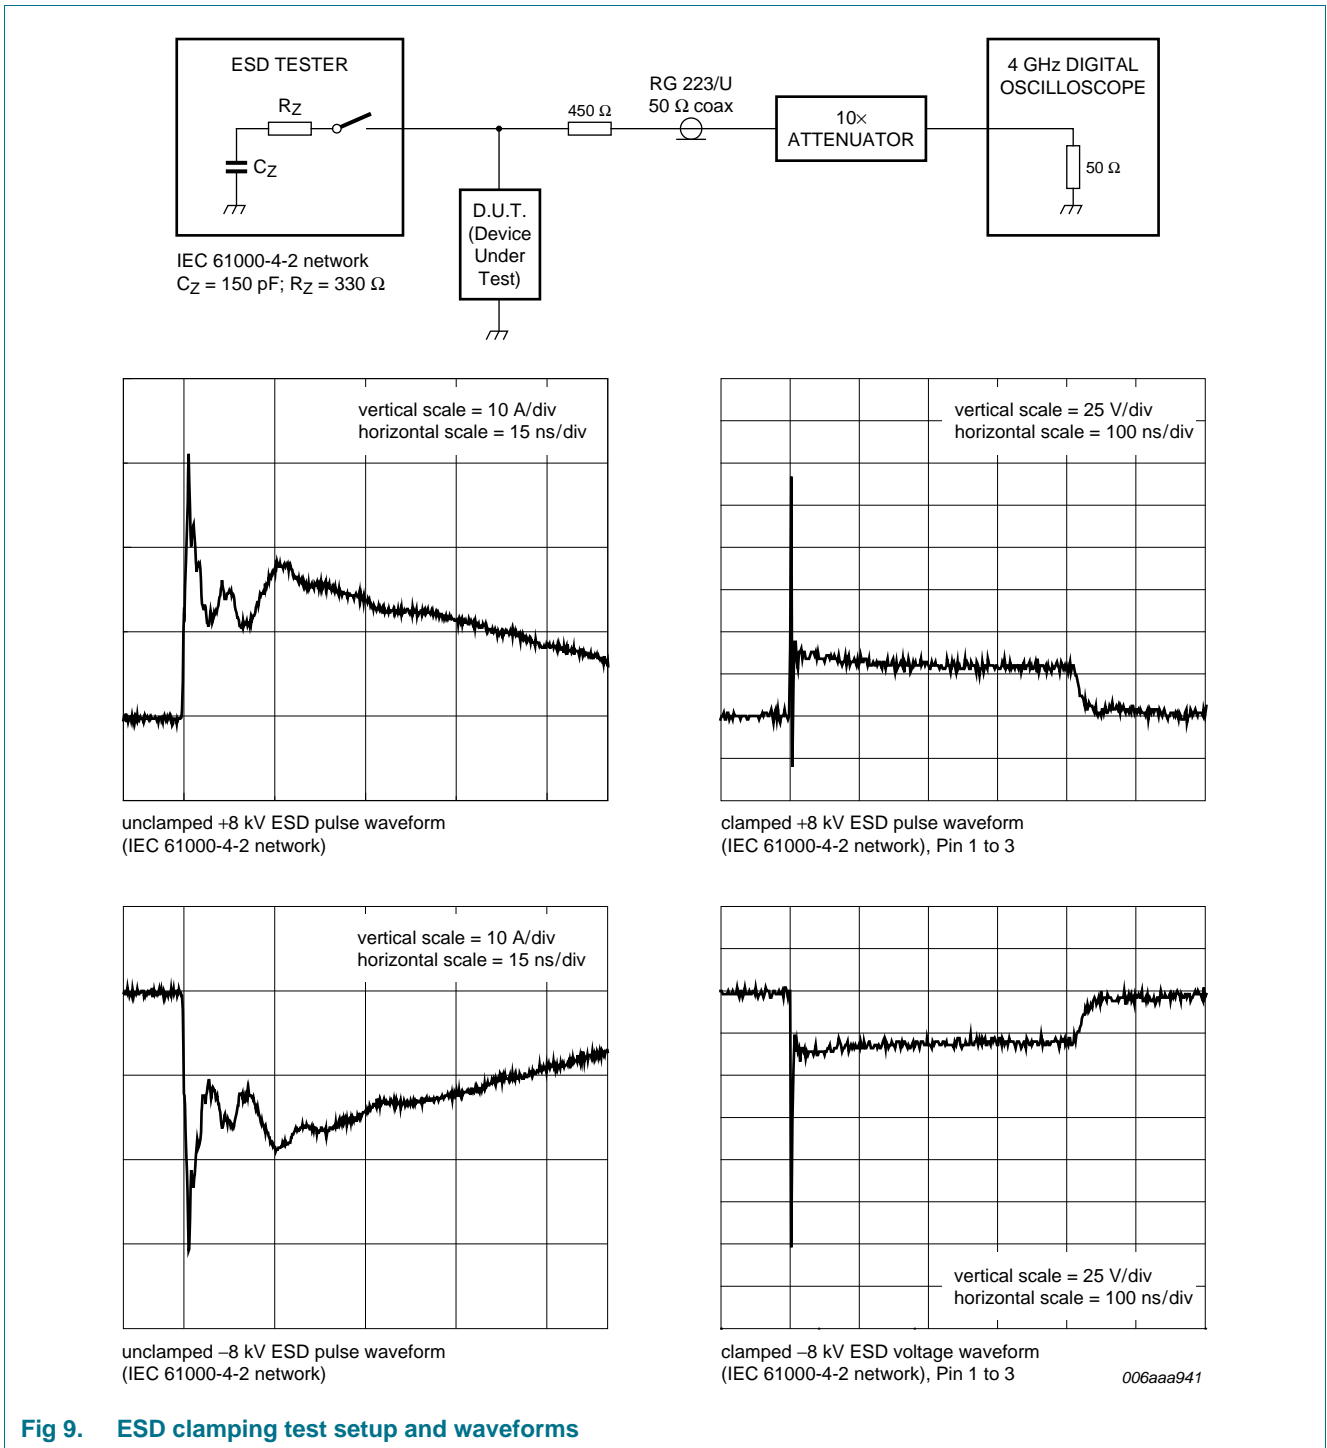 ESD TESTER
RZ
CZ
IEC 61000-4-2 network
CZ = 150 pF; RZ = 330 Ω
D.U.T.
(Device
Under
Test)
450 Ω
RG 223/U
50 Ω coax
10×
ATTENUATOR
4 GHz DIGITAL
OSCILLOSCOPE
50 Ω
vertical scale = 10 A/div
horizontal scale = 15 ns/div
unclamped +8 kV ESD pulse waveform
(IEC 61000-4-2 network)
vertical scale = 25 V/div
horizontal scale = 100 ns/div
clamped +8 kV ESD pulse waveform
(IEC 61000-4-2 network), Pin 1 to 3
vertical scale = 10 A/div
horizontal scale = 15 ns/div
unclamped −8 kV ESD pulse waveform
(IEC 61000-4-2 network)
vertical scale = 25 V/div
horizontal scale = 100 ns/div
clamped −8 kV ESD voltage waveform
(IEC 61000-4-2 network), Pin 1 to 3
006aaa941
Fig 9. ESD clamping test setup and waveforms